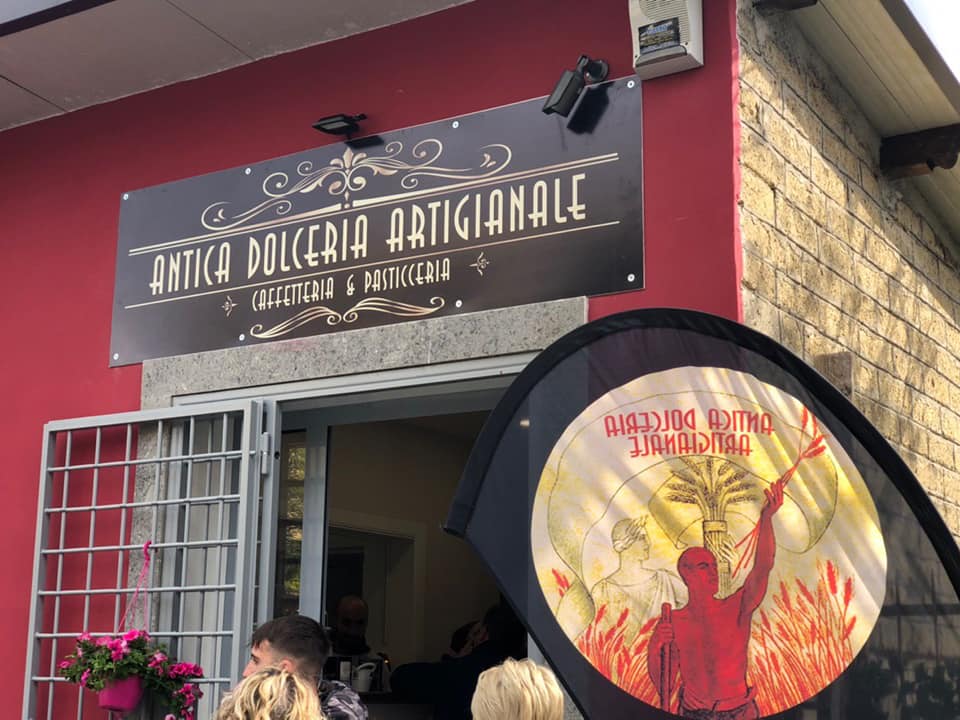 ANTICA DOLCERIA ARTIGIANALE
CAFFETTERIA & PASTICCERIA
ANTICA DOLCERIA
ARTIGIANALE